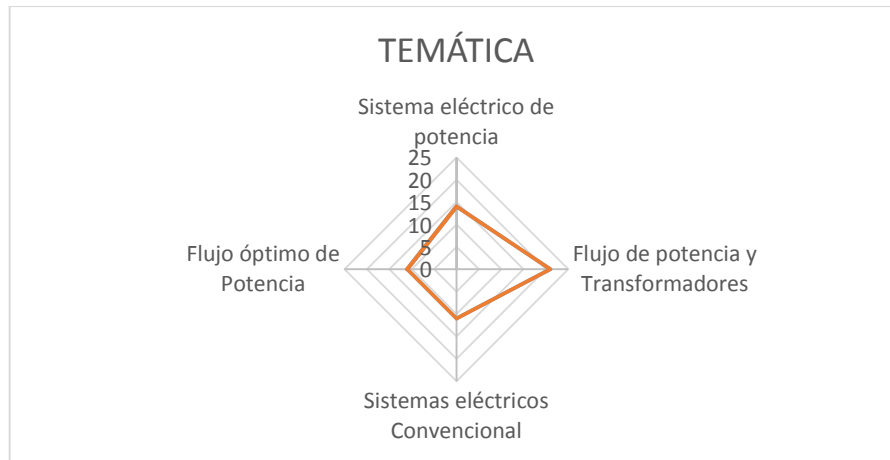 TEMÁTICA
Sistema eléctrico de
potencia
25
20
15
10
5
0
Flujo óptimo de
Potencia
Flujo de potencia y
Transformadores
Sistemas eléctricos
Convencional